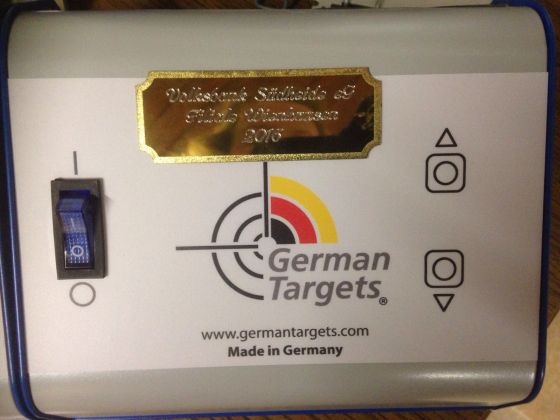 Volksbank Südheide eG
Filiale Wienhausen
2016
German
Targets®
www.germantargets.com
Made in Germany